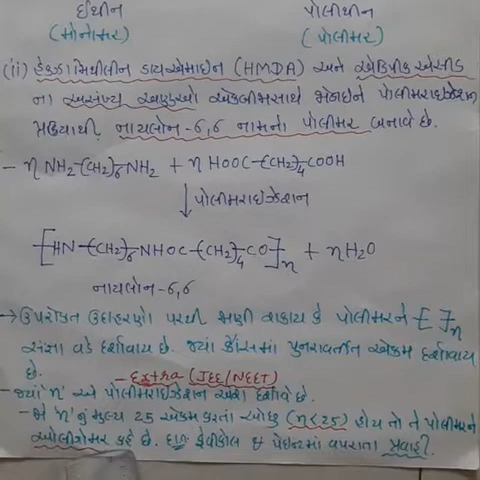 ઈથીન પોલીથીન
(મોનોમર) (પોલિમર)
(ii) હેક્ઝામિથીલીન ડાયએમાઇન (HMDA) અને એડિપીક એસીડ
ના અસંખ્ય અણુઓ એકબીજા સાથે જોડાઇને પોલીમરાઇઝેશન
પ્રક્રિયાથી નાયલોન-6,6 નામનો પોલીમર બનાવે છે.
- n NH2-(CH2)6-NH2 + n HOOC-(CH2)4-COOH
↓ પોલીમરાઇઝેશન
[HN-(CH2)6-NHOC-(CH2)4-CO]n + nH2O
નાયલોન-6,6
→ ઉપરોક્ત ઉદાહરણો પરથી જાણી શકાય કે પોલીમરને -[ ]n
સંજ્ઞા વડે દર્શાવાય છે. જ્યાં કૌંસમાં પુનરાવર્તીત એકમ દર્શાવાય
છે.
- Extra (JEE/NEET)
- જ્યાં 'n' એ પોલીમરાઇઝેશન અંશ દર્શાવે છે.
- જો 'n' નું મુલ્ય 25 એકમ કરતાં ઓછુ (n<25) હોય તો તે પોલીમરને
ઓલીગોમર કહે છે. દા.ત. ફેવીકોલ પેઇન્ટમાં વપરાતા પ્રવાહી.